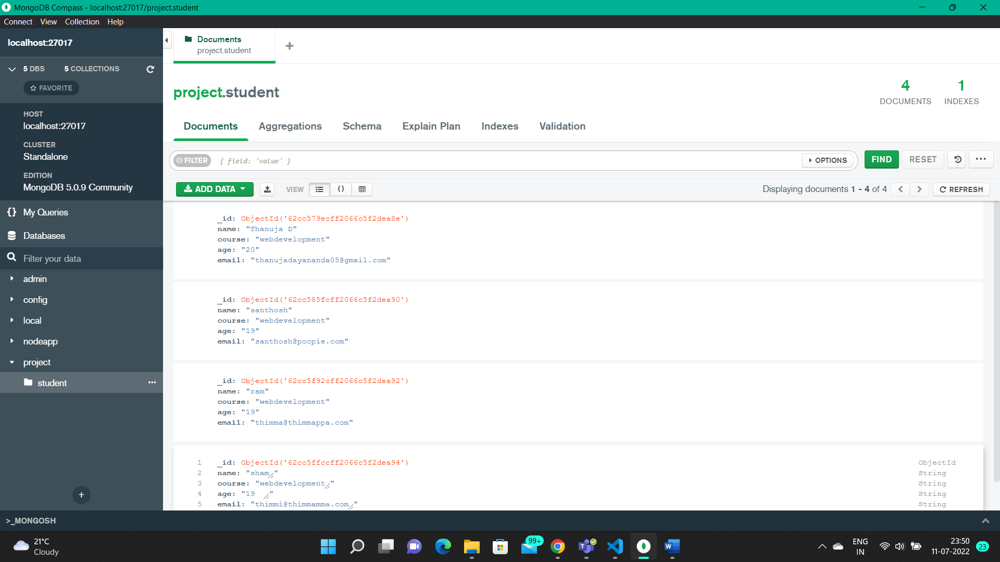 MongoDB Compass - localhost:27017/project.student
Connect View Collection Help
localhost:27017
5 DBS 5 COLLECTIONS
FAVORITE
HOST
localhost:27017
CLUSTER
Standalone
EDITION
MongoDB 5.0.9 Community
{} My Queries
Databases
Filter your data
admin
config
local
nodeapp
project
student
Documents
project.student
project.student
4
DOCUMENTS
1
INDEXES
Documents Aggregations Schema Explain Plan Indexes Validation
FILTER { field: 'value' } OPTIONS FIND RESET
ADD DATA VIEW {} Displaying documents 1 - 4 of 4 REFRESH
_id: ObjectId('62cc579ecff2066c5f2dea8e')
name: "Thanuja D"
course: "webdevelopment"
age: "20"
email: "thanujadayananda05@gmail.com"
_id: ObjectId('62cc585fcff2066c5f2dea90')
name: "santhosh"
course: "webdevelopment"
age: "19"
email: "santhosh@poopie.com"
_id: ObjectId('62cc5f92cff2066c5f2dea92')
name: "ram"
course: "webdevelopment"
age: "19"
email: "thimma@thimmappa.com"
1 _id: ObjectId('62cc5ffccff2066c5f2dea94') ObjectId
2 name: "sham" String
3 course: "webdevelopment" String
4 age: "19" String
5 email: "thimmi@thimmamma.com" String
>_MONGOSH
21°C
Cloudy
99+
ENG
IN
23:50
11-07-2022
23